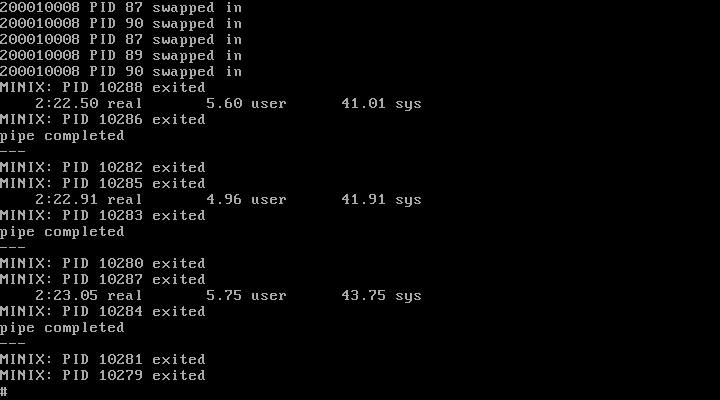 200010008 PID 87 swapped in
200010008 PID 90 swapped in
200010008 PID 87 swapped in
200010008 PID 89 swapped in
200010008 PID 90 swapped in
MINIX: PID 10288 exited
2:22.50 real 5.60 user 41.01 sys
MINIX: PID 10286 exited
pipe completed
---
MINIX: PID 10282 exited
MINIX: PID 10285 exited
2:22.91 real 4.96 user 41.91 sys
MINIX: PID 10283 exited
pipe completed
---
MINIX: PID 10280 exited
MINIX: PID 10287 exited
2:23.05 real 5.75 user 43.75 sys
MINIX: PID 10284 exited
pipe completed
---
MINIX: PID 10281 exited
MINIX: PID 10279 exited
#